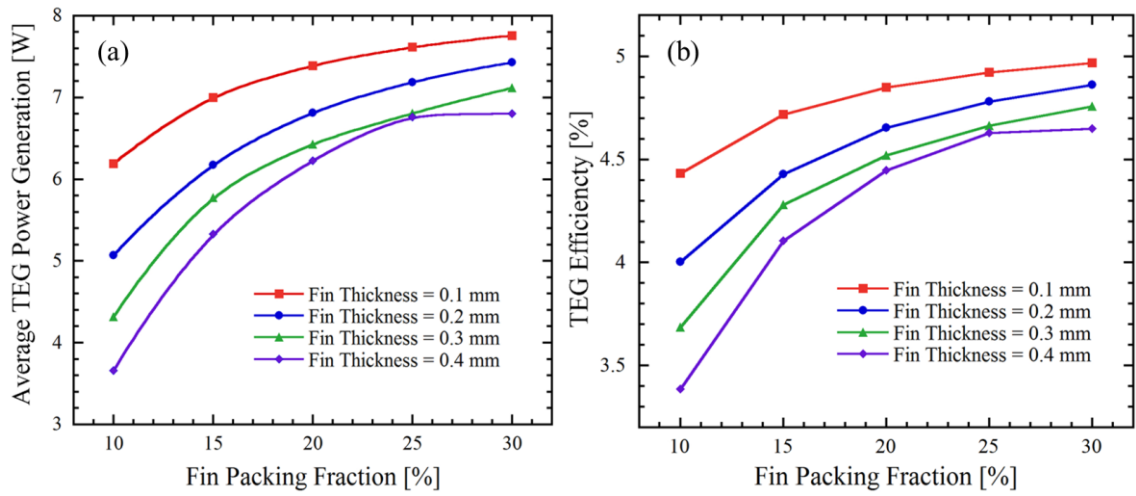 (a)
Average TEG Power Generation [W]
8
7
6
5
4
3
10 15 20 25 30
Fin Packing Fraction [%]
Fin Thickness = 0.1 mm
Fin Thickness = 0.2 mm
Fin Thickness = 0.3 mm
Fin Thickness = 0.4 mm
(b)
TEG Efficiencty [%]
5
4.5
4
3.5
10 15 20 25 30
Fin Packing Fraction [%]
Fin Thickness = 0.1 mm
Fin Thickness = 0.2 mm
Fin Thickness = 0.3 mm
Fin Thickness = 0.4 mm